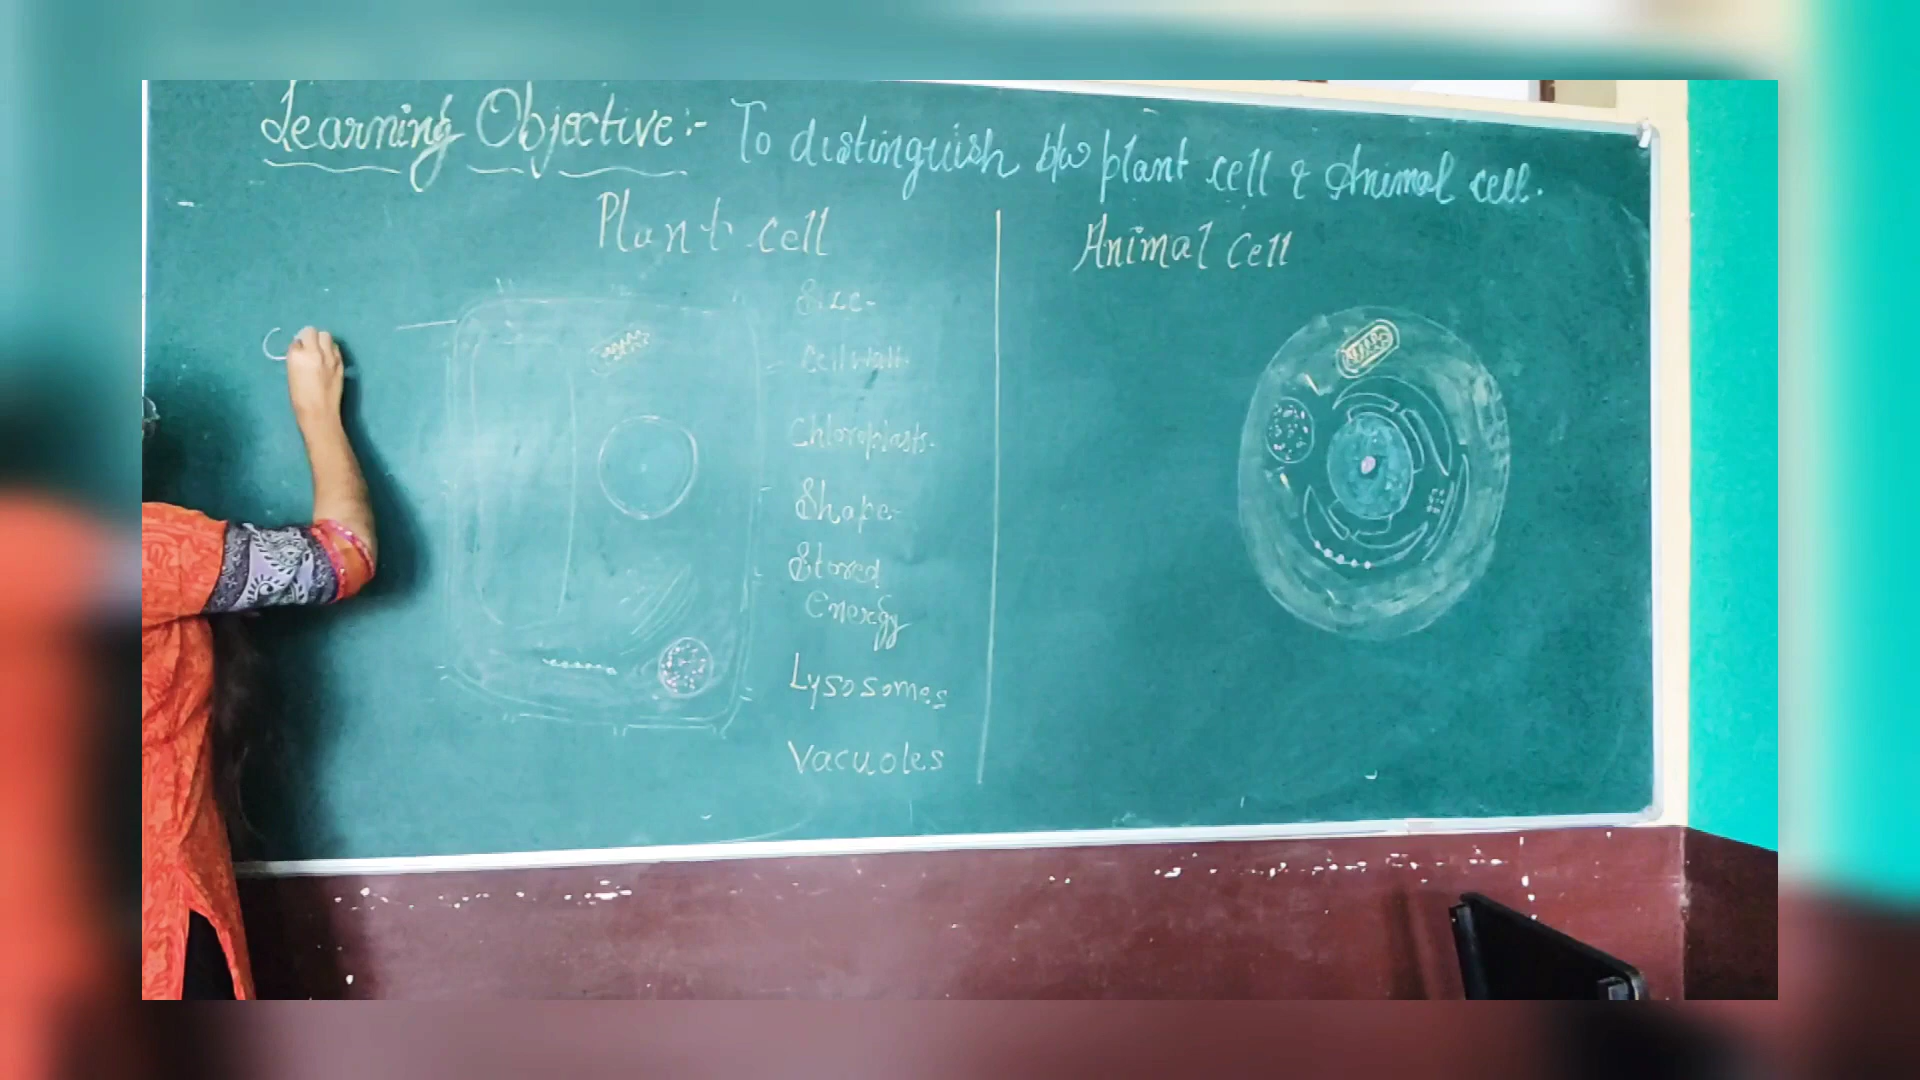 Learning Objective:- To distinguish b/w plant cell & Animal cell.
Plant cell
Animal Cell
Size-
Cell wall-
Chloroplasts-
Shape-
Stored
Energy
Lysosomes
Vacuoles
C